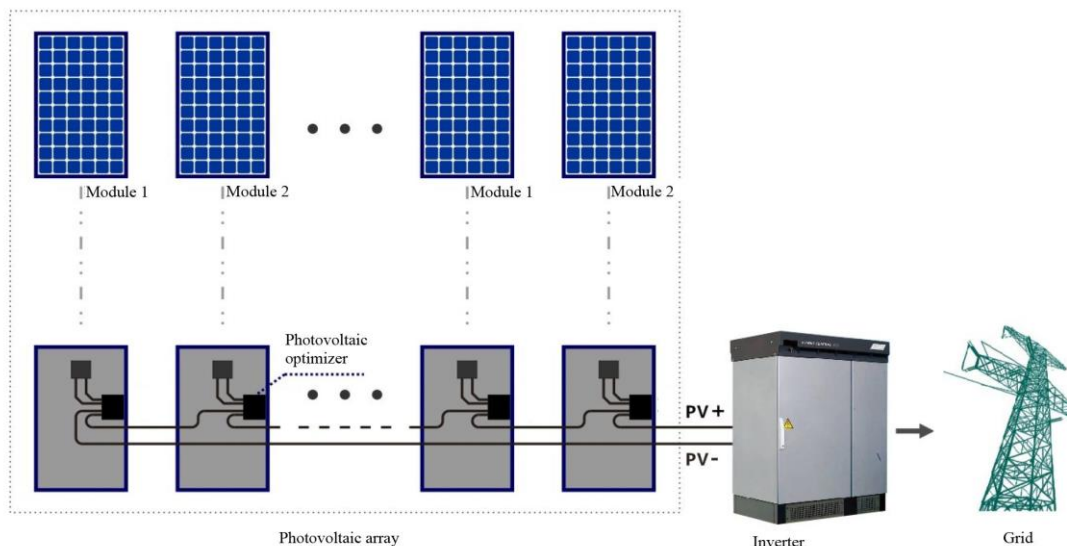 Module 1
Module 2
Module 1
Module 2
Photovoltaic
optimizer
PV+
PV-
Photovoltaic array
Inverter
Grid